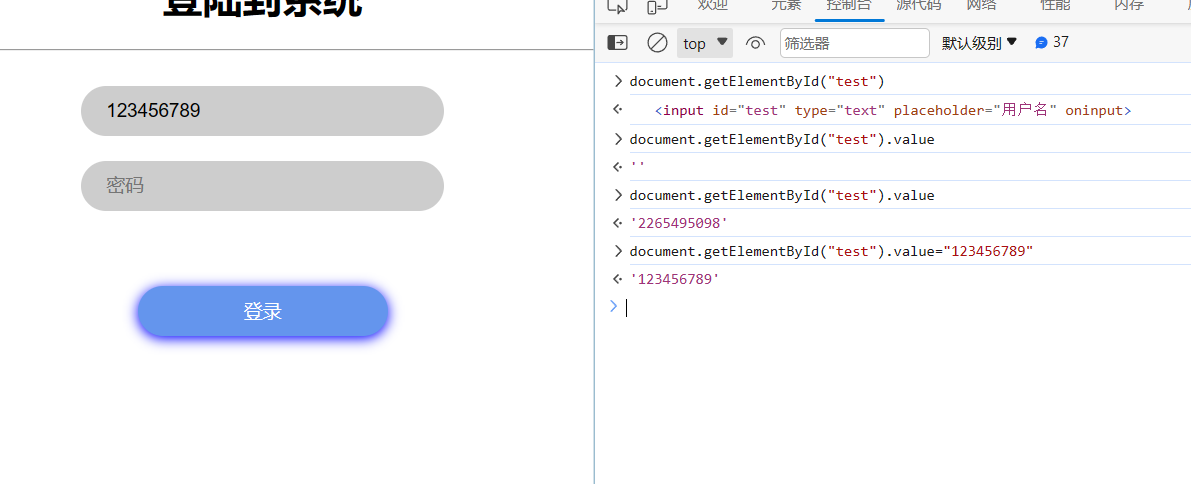 登陆到系统
123456789
密码
登录
欢迎 元素 控制台 源代码 网络 性能 内存
top 筛选器 默认级别 37
document.getElementById("test")
<input id="test" type="text" placeholder="用户名" oninput>
document.getElementById("test").value
''
document.getElementById("test").value
'2265495098'
document.getElementById("test").value="123456789"
'123456789'